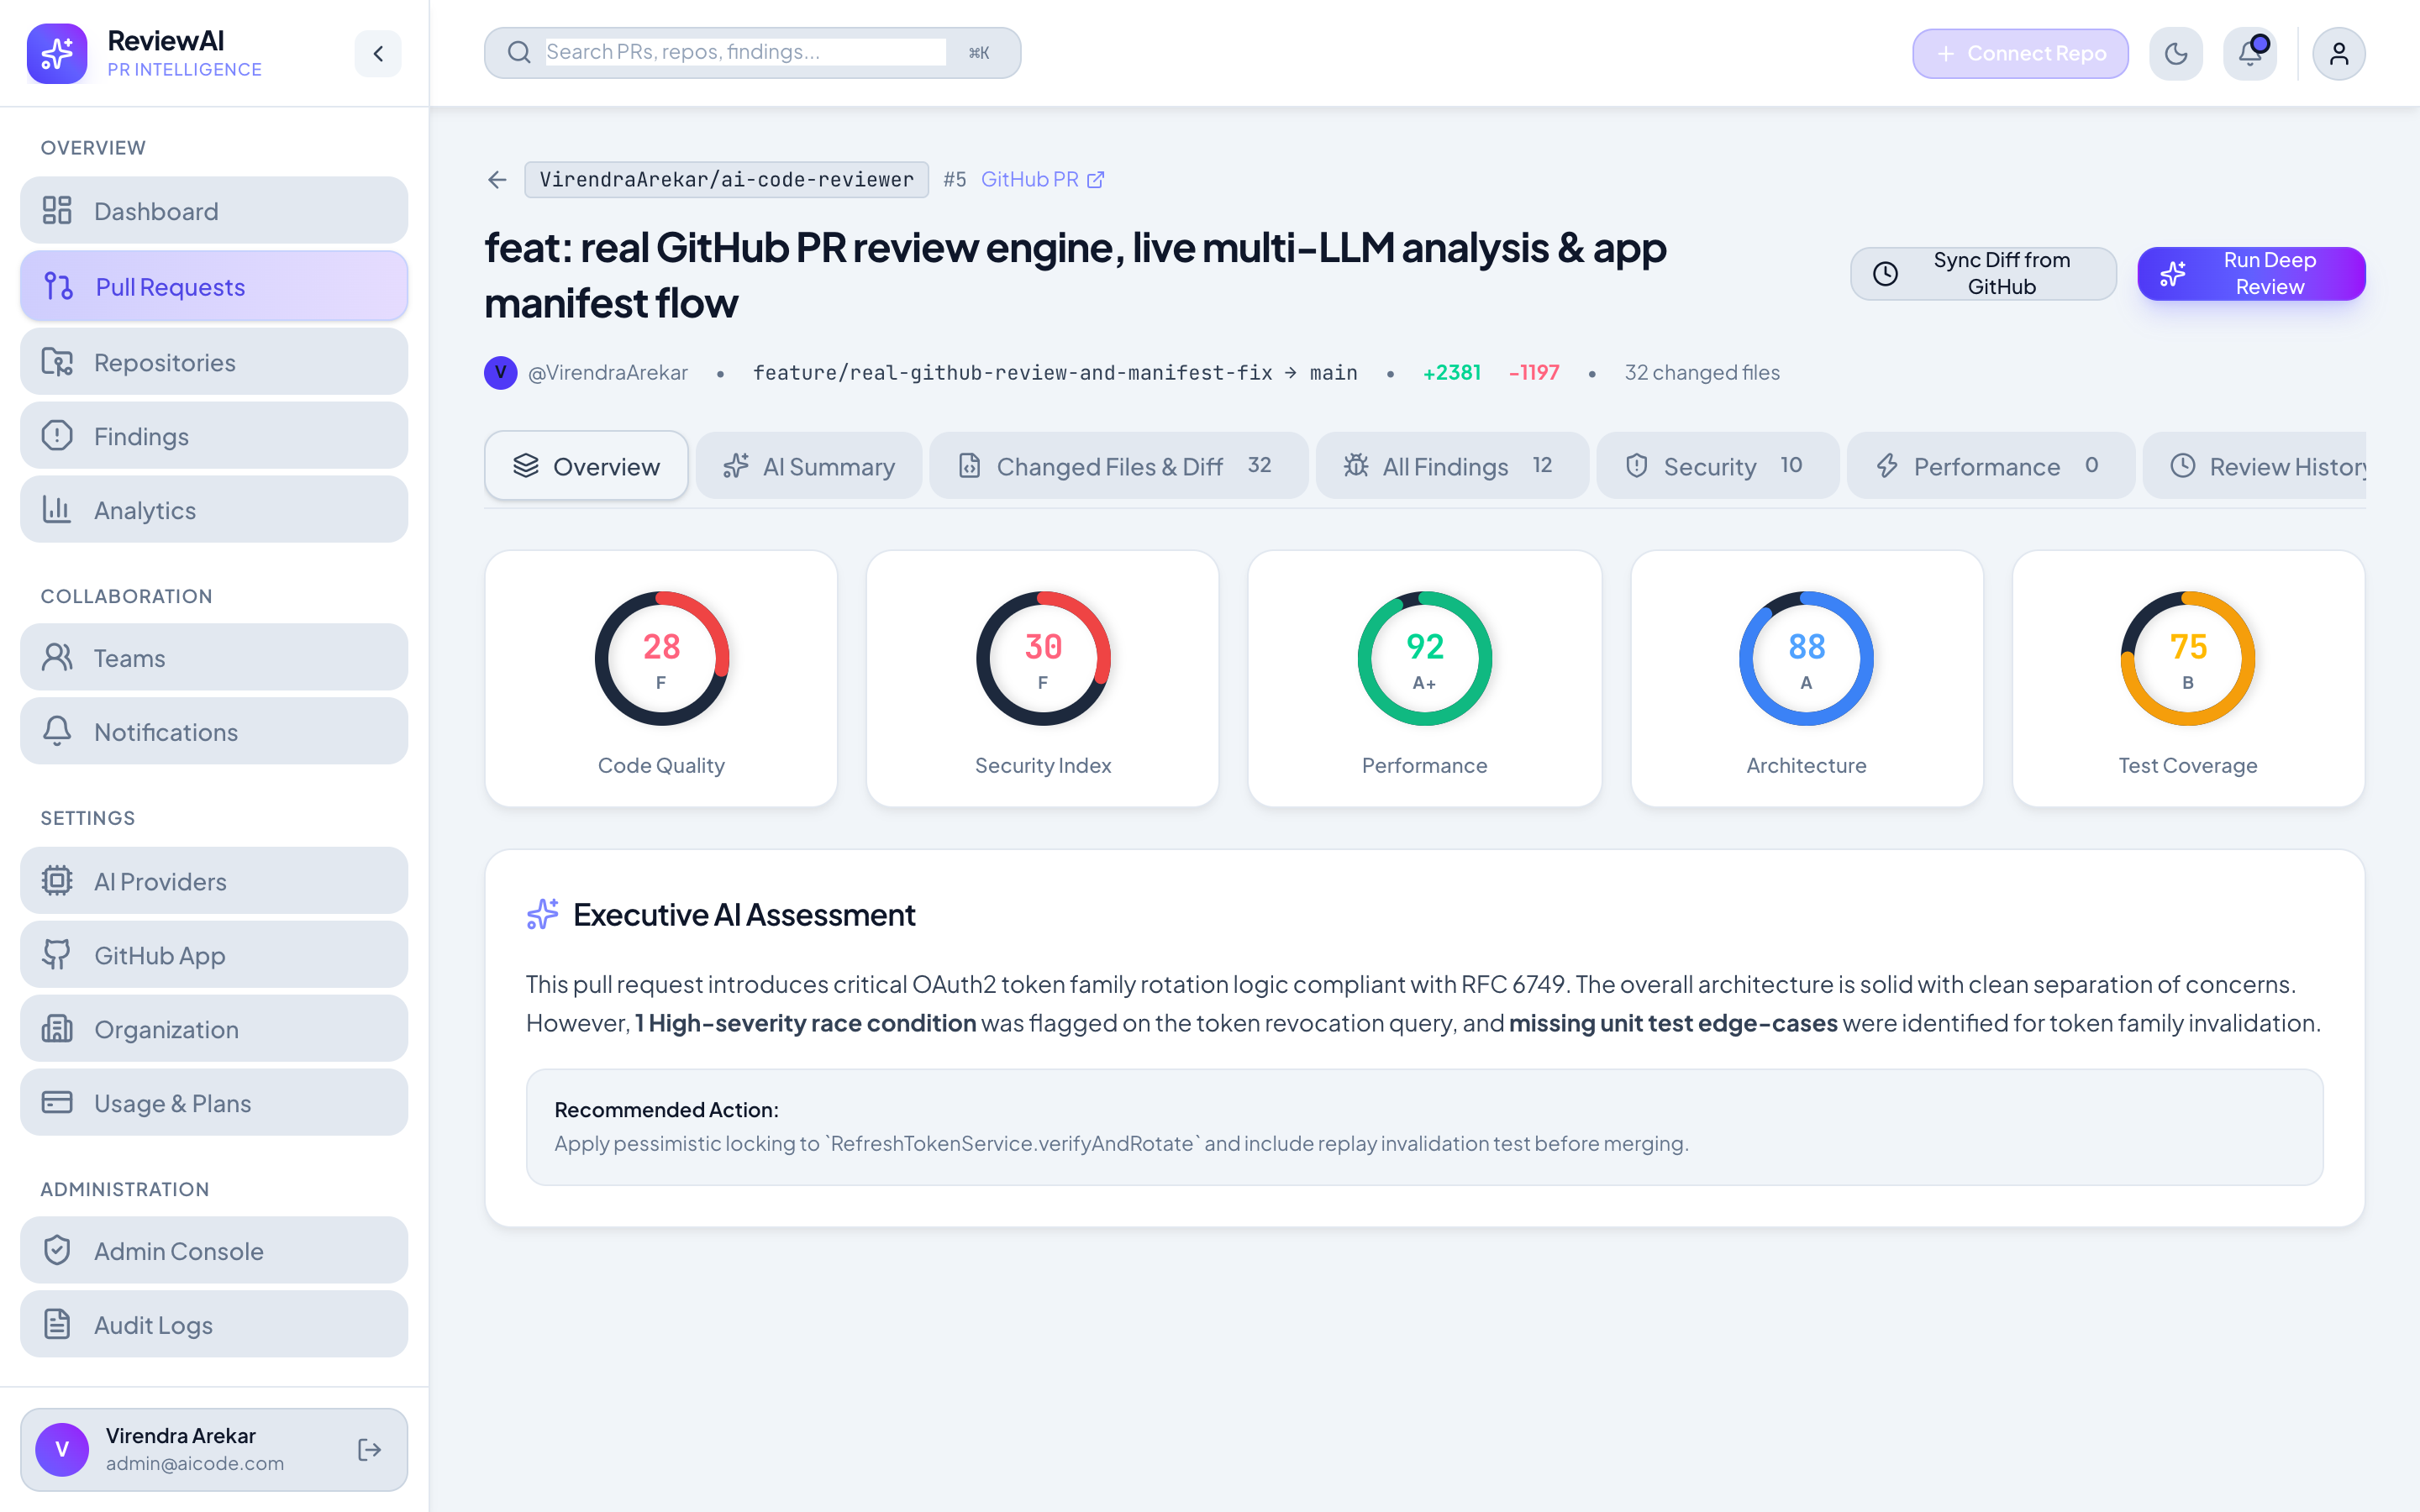 ReviewAI
PR INTELLIGENCE
Search PRs, repos, findings...
⌘K
+ Connect Repo
OVERVIEW
Dashboard
Pull Requests
Repositories
Findings
Analytics
COLLABORATION
Teams
Notifications
SETTINGS
AI Providers
GitHub App
Organization
Usage & Plans
ADMINISTRATION
Admin Console
Audit Logs
V
Virendra Arekar
admin@aicode.com
VirendraArekar/ai-code-reviewer #5 GitHub PR
feat: real GitHub PR review engine, live multi-LLM analysis & app
manifest flow
Sync Diff from
GitHub
Run Deep
Review
V @VirendraArekar • feature/real-github-review-and-manifest-fix → main • +2381 -1197 • 32 changed files
Overview
AI Summary
Changed Files & Diff 32
All Findings 12
Security 10
Performance 0
Review History
28
F
Code Quality
30
F
Security Index
92
A+
Performance
88
A
Architecture
75
B
Test Coverage
Executive AI Assessment
This pull request introduces critical OAuth2 token family rotation logic compliant with RFC 6749. The overall architecture is solid with clean separation of concerns.
However, 1 High-severity race condition was flagged on the token revocation query, and missing unit test edge-cases were identified for token family invalidation.
Recommended Action:
Apply pessimistic locking to `RefreshTokenService.verifyAndRotate` and include replay invalidation test before merging.